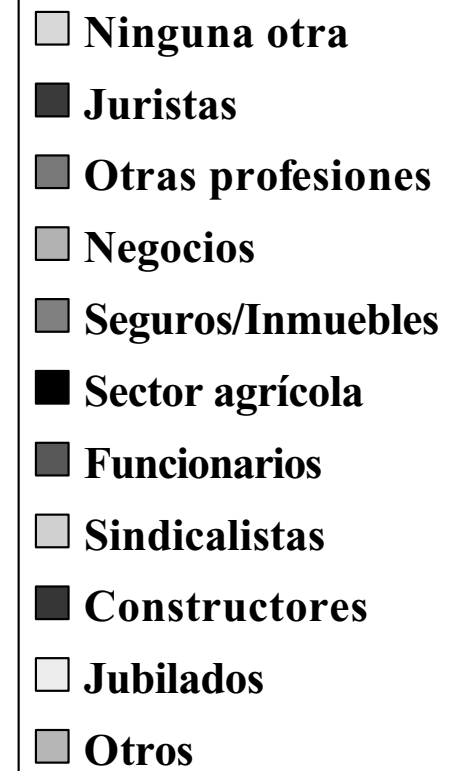 Ninguna otra
Juristas
Otras profesiones
Negocios
Seguros/Inmuebles
Sector agrícola
Funcionarios
Sindicalistas
Constructores
Jubilados
Otros